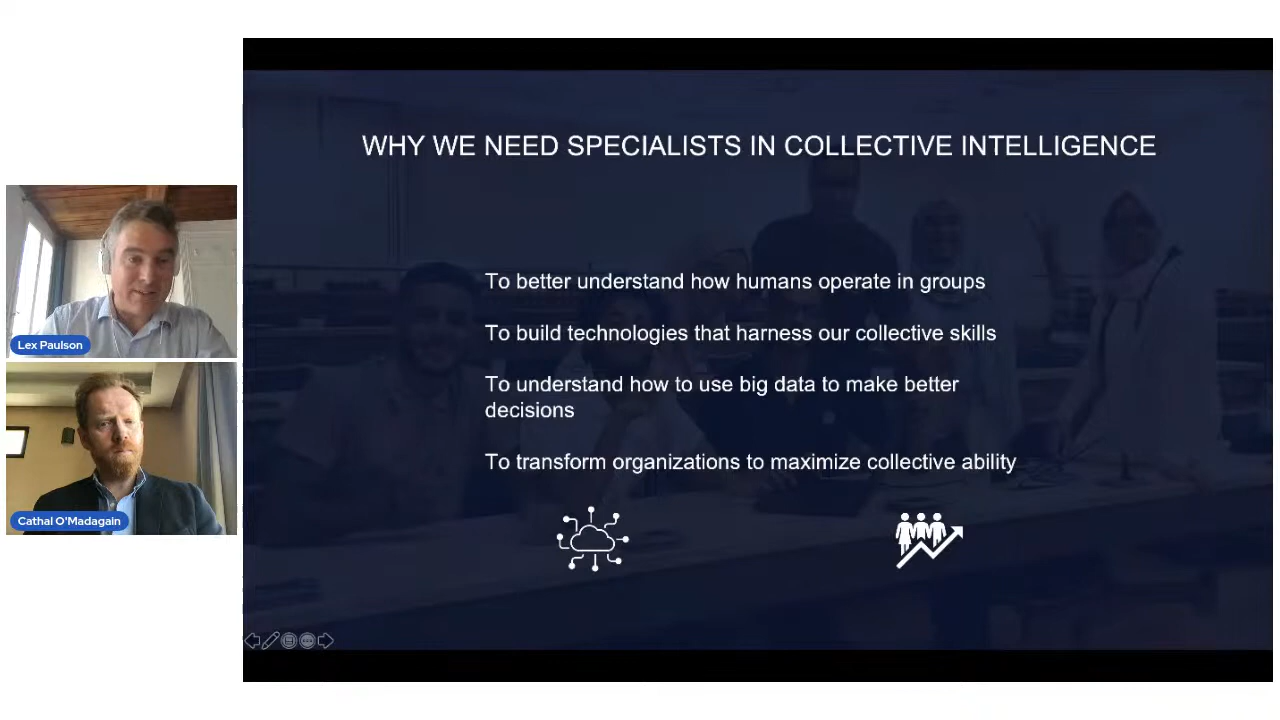 WHY WE NEED SPECIALISTS IN COLLECTIVE INTELLIGENCE
To better understand how humans operate in groups
To build technologies that harness our collective skills
To understand how to use big data to make better
decisions
To transform organizations to maximize collective ability
Lex Paulson
Cathal O'Madagain